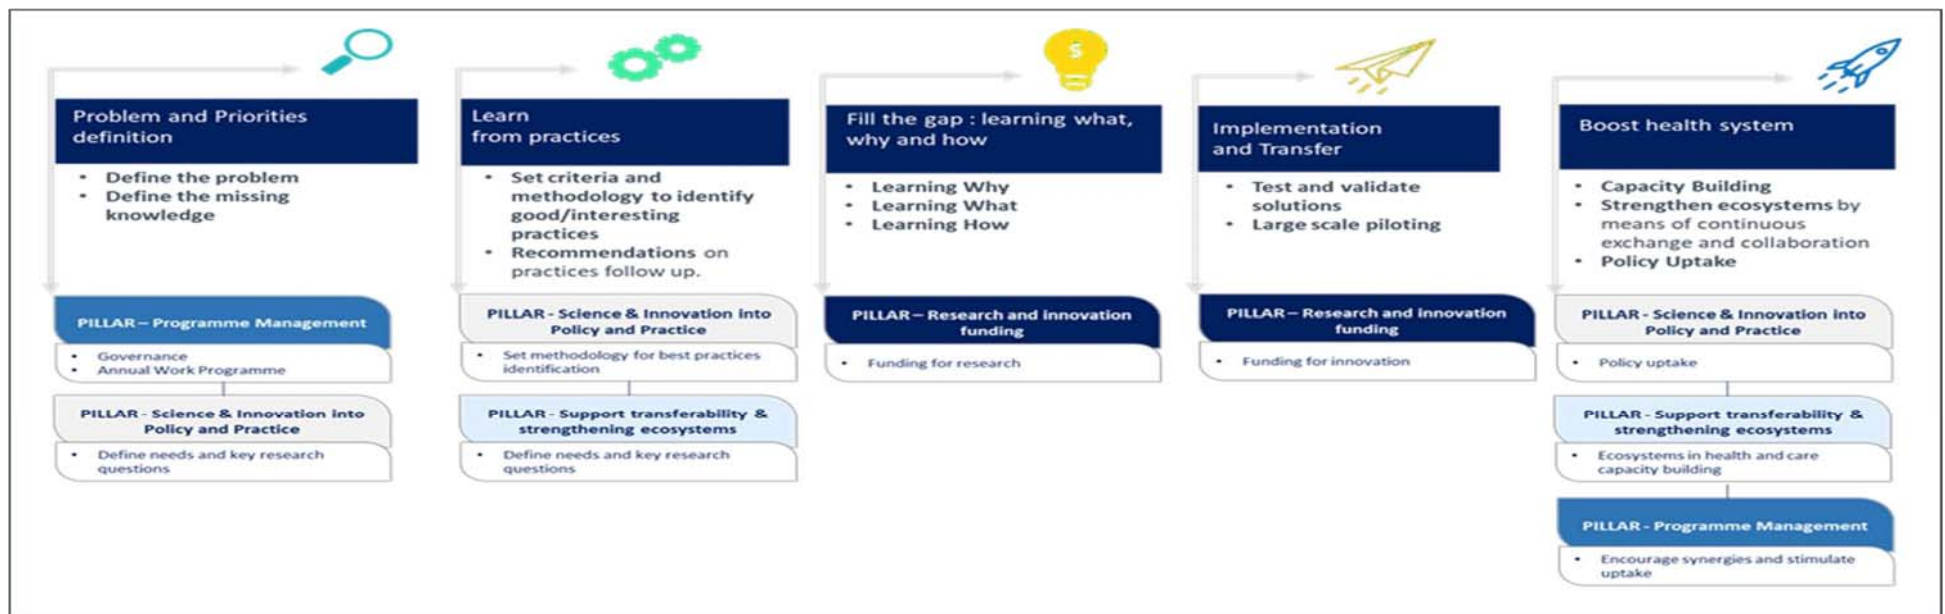 $
Problem and Priorities
definition
• Define the problem
• Define the missing
knowledge
PILLAR – Programme Management
• Governance
• Annual Work Programme
PILLAR - Science & Innovation into
Policy and Practice
• Define needs and key research
questions
Learn
from practices
• Set criteria and
methodology to identify
good/interesting
practices
• Recommendations on
practices follow up.
PILLAR - Science & Innovation into
Policy and Practice
• Set methodology for best practices
identification
PILLAR - Support transferability &
strengthening ecosystems
• Define needs and key research
questions
Fill the gap : learning what,
why and how
• Learning Why
• Learning What
• Learning How
PILLAR – Research and innovation
funding
• Funding for research
Implementation
and Transfer
• Test and validate
solutions
• Large scale piloting
PILLAR – Research and innovation
funding
• Funding for innovation
Boost health system
• Capacity Building
• Strengthen ecosystems by
means of continuous
exchange and collaboration
• Policy Uptake
PILLAR - Science & Innovation into
Policy and Practice
• Policy uptake
PILLAR - Support transferability &
strengthening ecosystems
• Ecosystems in health and care
capacity building
PILLAR - Programme Management
• Encourage synergies and stimulate
uptake